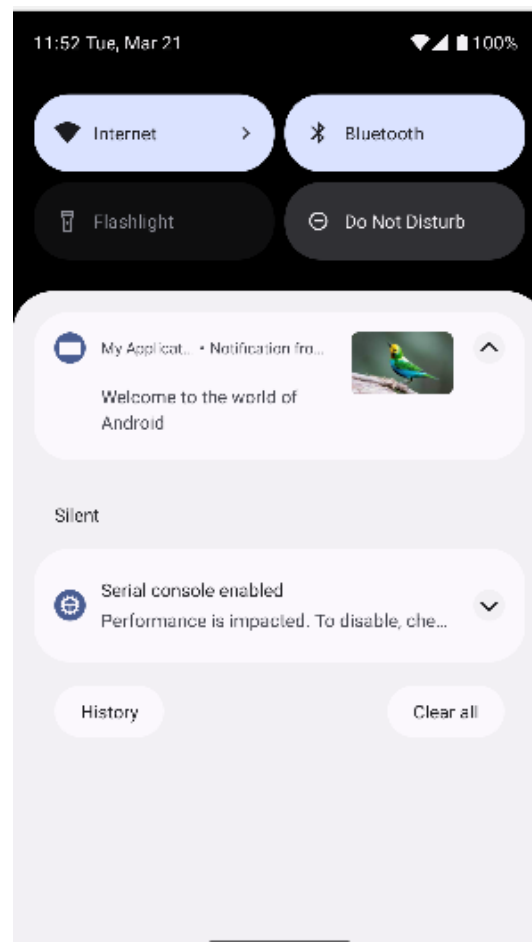 11:52 Tue, Mar 21
100%
Internet
Bluetooth
Flashlight
Do Not Disturb
My Applicat... • Notification fro...
Welcome to the world of
Android
Silent
Serial console enabled
Performance is impacted. To disable, che...
History
Clear all